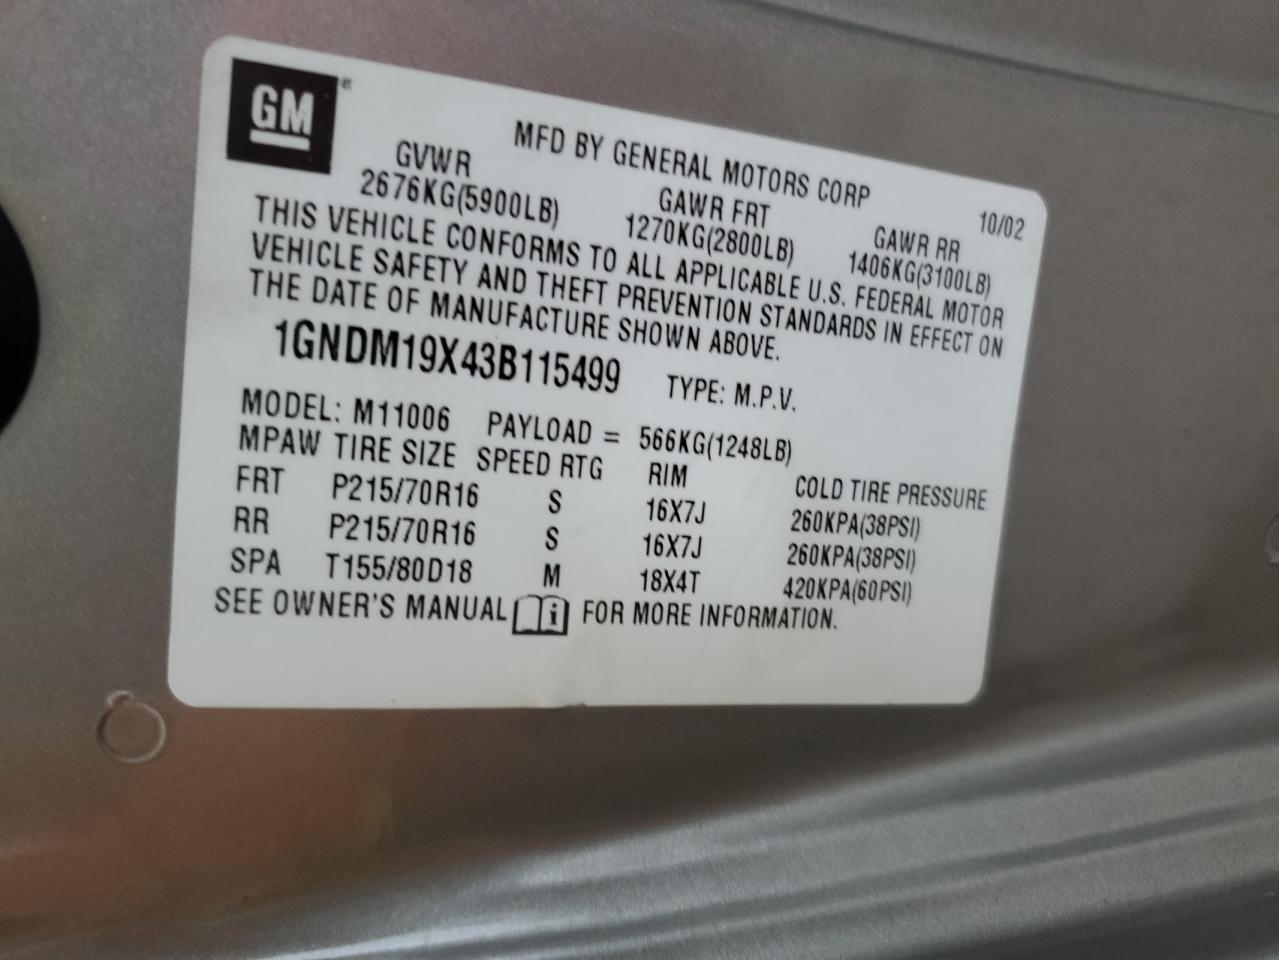 GM
MFD BY GENERAL MOTORS CORP 10/02
GVWR GAWR FRT GAWR RR
2676KG(5900LB) 1270KG(2800LB) 1406KG(3100LB)
THIS VEHICLE CONFORMS TO ALL APPLICABLE U.S. FEDERAL MOTOR
VEHICLE SAFETY AND THEFT PREVENTION STANDARDS IN EFFECT ON
THE DATE OF MANUFACTURE SHOWN ABOVE.
1GNDM19X43B115499 TYPE: M.P.V.
MODEL: M11006 PAYLOAD = 566KG(1248LB)
MPAW TIRE SIZE SPEED RTG RIM COLD TIRE PRESSURE
FRT P215/70R16 S 16X7J 260KPA(38PSI)
RR P215/70R16 S 16X7J 260KPA(38PSI)
SPA T155/80D18 M 18X4T 420KPA(60PSI)
SEE OWNER'S MANUAL i FOR MORE INFORMATION.